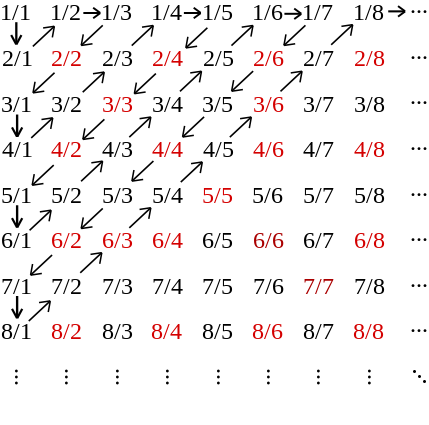 1/1 1/2 1/3 1/4 1/5 1/6 1/7 1/8 ···
2/1 2/2 2/3 2/4 2/5 2/6 2/7 2/8 ···
3/1 3/2 3/3 3/4 3/5 3/6 3/7 3/8 ···
4/1 4/2 4/3 4/4 4/5 4/6 4/7 4/8 ···
5/1 5/2 5/3 5/4 5/5 5/6 5/7 5/8 ···
6/1 6/2 6/3 6/4 6/5 6/6 6/7 6/8 ···
7/1 7/2 7/3 7/4 7/5 7/6 7/7 7/8 ···
8/1 8/2 8/3 8/4 8/5 8/6 8/7 8/8 ···
⋮ ⋮ ⋮ ⋮ ⋮ ⋮ ⋮ ⋮ ⋱